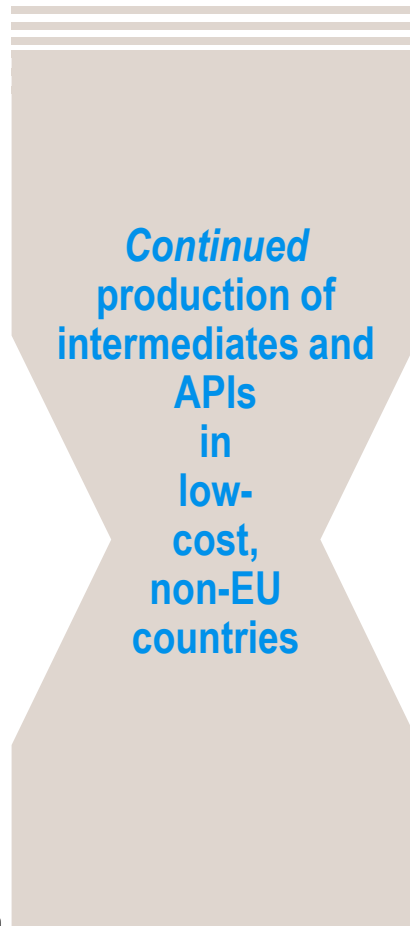 Continued
production of
intermediates and
APIs
in
low-
cost,
non-EU
countries